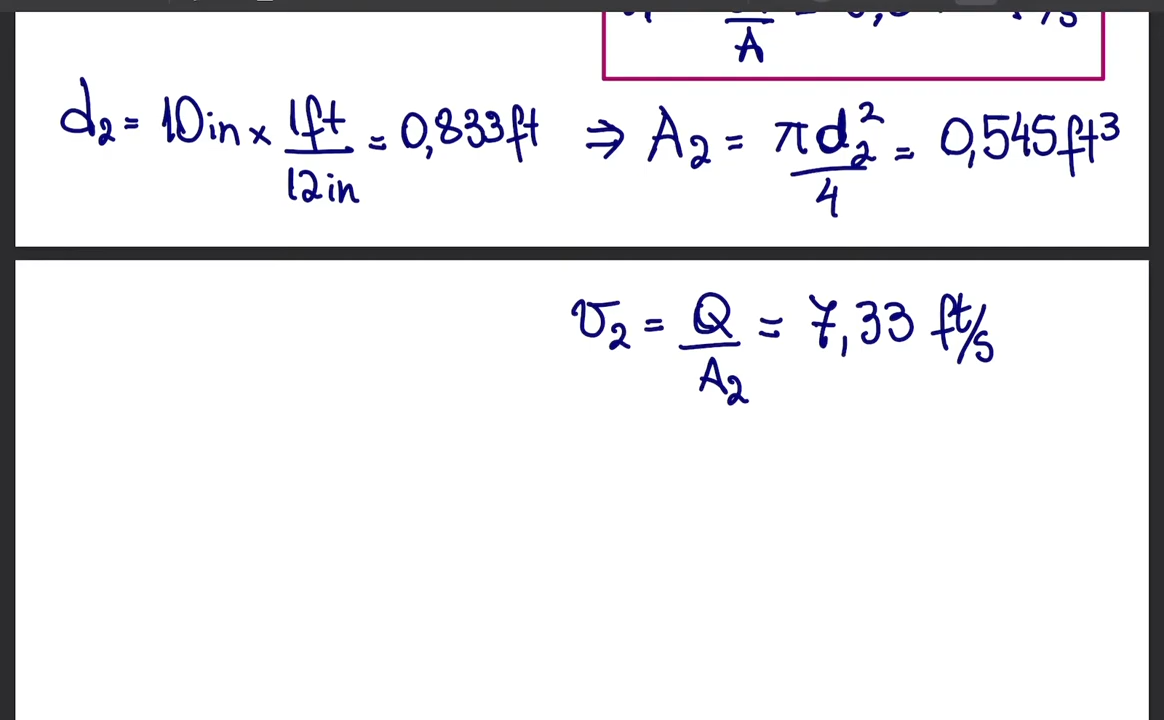 A
d₂ = 10in × 1ft/12in = 0,833ft ⇒ A₂ = πd₂²/4 = 0,545ft³
v₂ = Q/A₂ = 7,33 ft/s